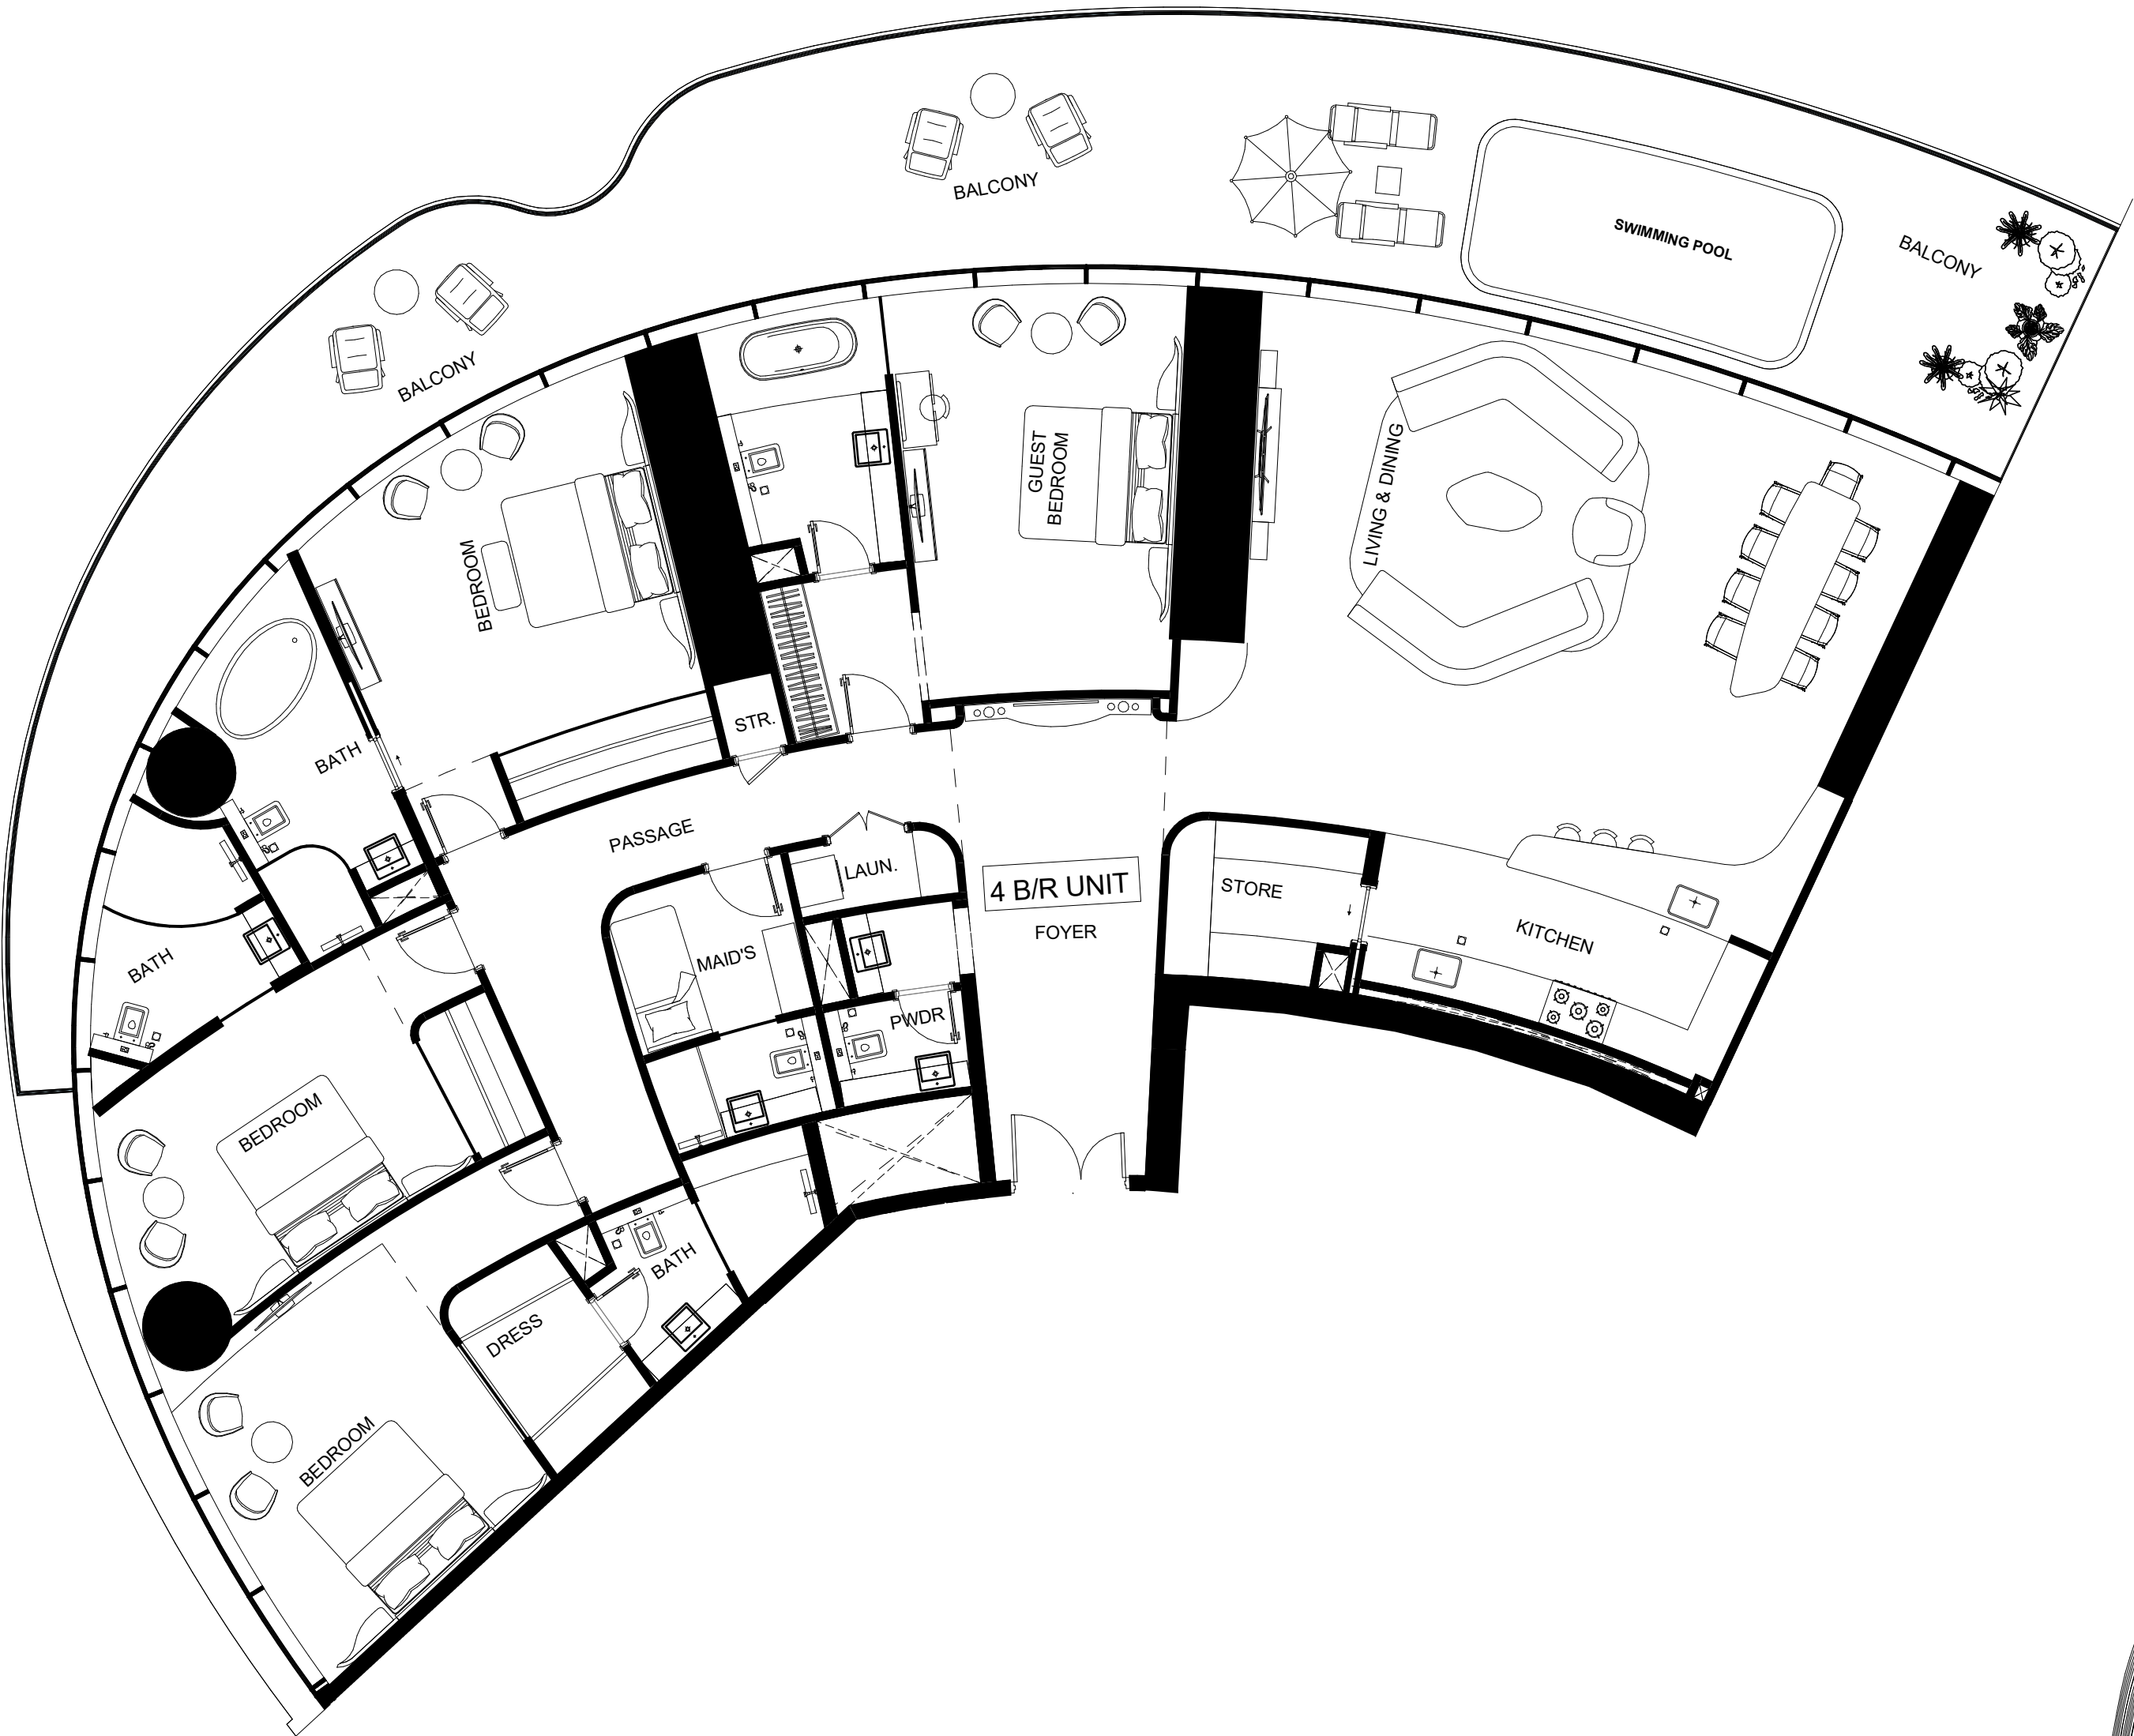 BALCONY
SWIMMING POOL
BALCONY
BALCONY
GUEST
BEDROOM
LIVING & DINING
BEDROOM
STR.
BATH
PASSAGE
LAUN.
4 B/R UNIT
FOYER
STORE
KITCHEN
MAID'S
BATH
PWDR
BEDROOM
BATH
DRESS
BEDROOM